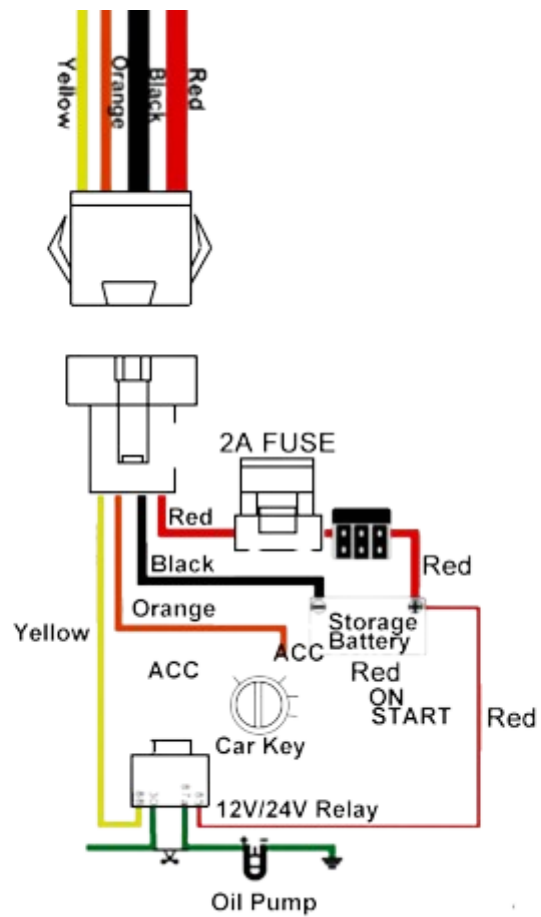 Yellow
Orange
Black
Red
2A FUSE
Red
Black
Red
Orange
Storage
Battery
Yellow
ACC
ACC
Red
ON
START
Red
Car Key
12V/24V Relay
Oil Pump